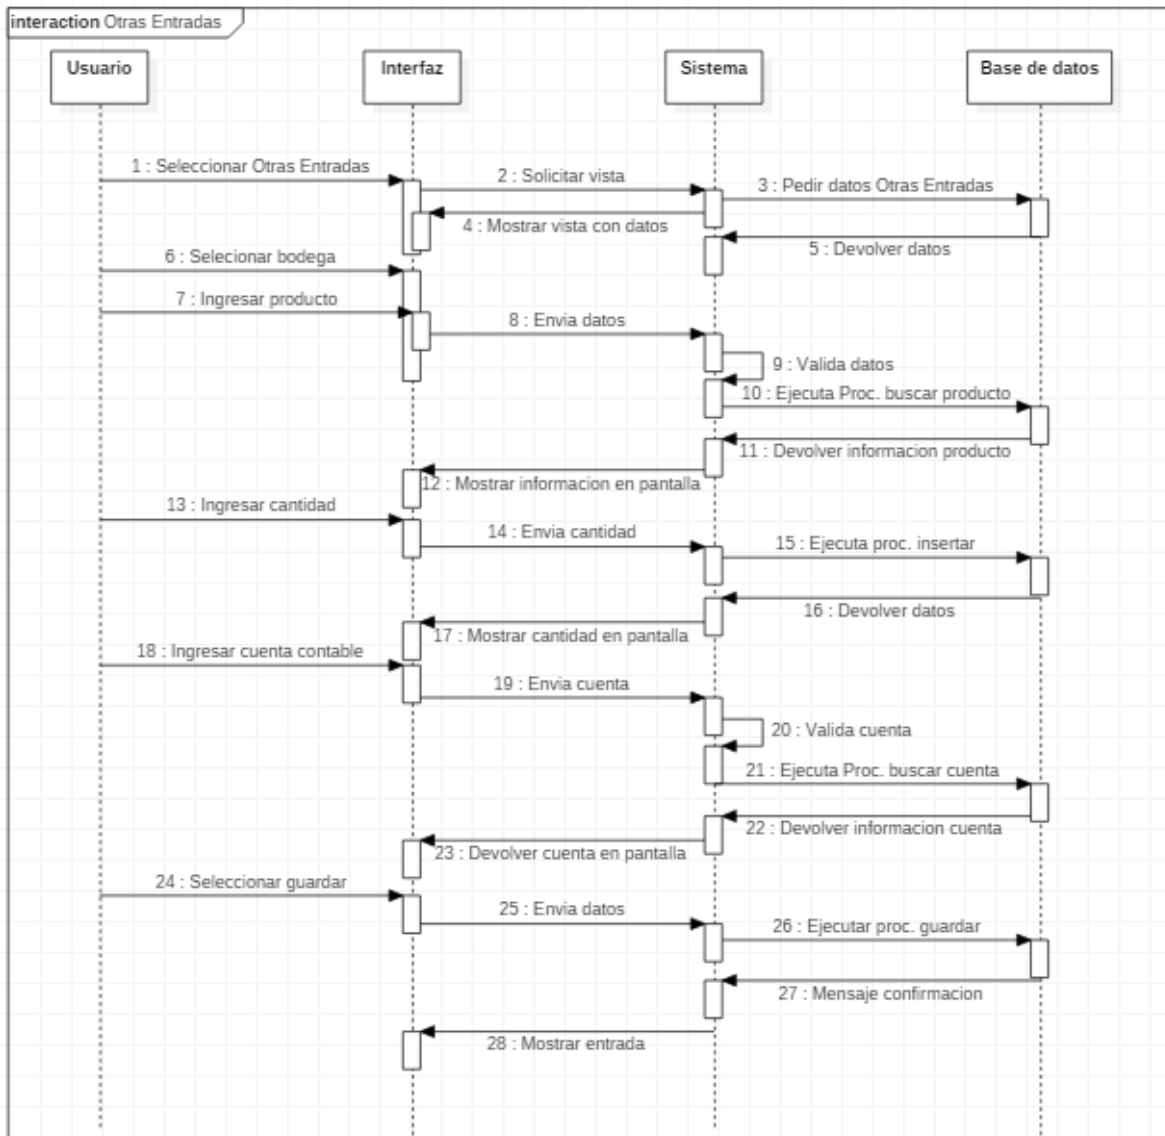 interaction Otras Entradas
Usuario
Interfaz
Sistema
Base de datos
1 : Seleccionar Otras Entradas
2 : Solicitar vista
3 : Pedir datos Otras Entradas
4 : Mostrar vista con datos
5 : Devolver datos
6 : Selecionar bodega
7 : Ingresar producto
8 : Envia datos
9 : Valida datos
10 : Ejecuta Proc. buscar producto
11 : Devolver informacion producto
12 : Mostrar informacion en pantalla
13 : Ingresar cantidad
14 : Envia cantidad
15 : Ejecuta proc. insertar
16 : Devolver datos
17 : Mostrar cantidad en pantalla
18 : Ingresar cuenta contable
19 : Envia cuenta
20 : Valida cuenta
21 : Ejecuta Proc. buscar cuenta
22 : Devolver informacion cuenta
23 : Devolver cuenta en pantalla
24 : Seleccionar guardar
25 : Envia datos
26 : Ejecutar proc. guardar
27 : Mensaje confirmacion
28 : Mostrar entrada